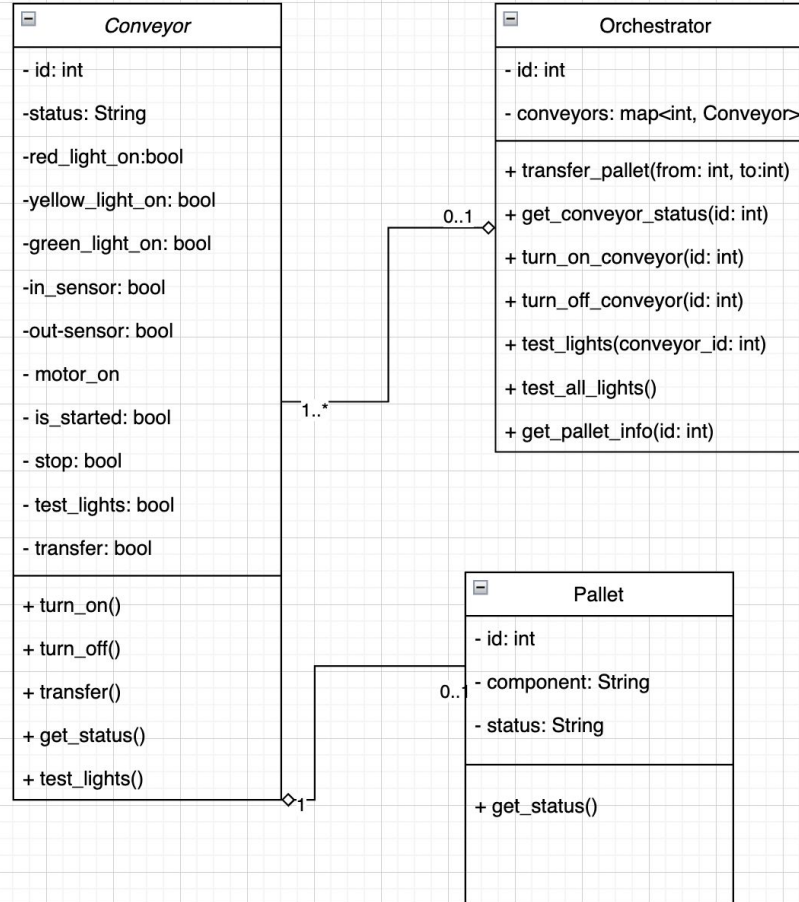 Conveyor
- id: int
-status: String
-red_light_on:bool
-yellow_light_on: bool
-green_light_on: bool
-in_sensor: bool
-out-sensor: bool
- motor_on
- is_started: bool
- stop: bool
- test_lights: bool
- transfer: bool
+ turn_on()
+ turn_off()
+ transfer()
+ get_status()
+ test_lights()
Orchestrator
- id: int
- conveyors: map<int, Conveyor>
+ transfer_pallet(from: int, to:int)
+ get_conveyor_status(id: int)
+ turn_on_conveyor(id: int)
+ turn_off_conveyor(id: int)
+ test_lights(conveyor_id: int)
+ test_all_lights()
+ get_pallet_info(id: int)
0..1
1..*
Pallet
- id: int
- component: String
- status: String
+ get_status()
0..1
1